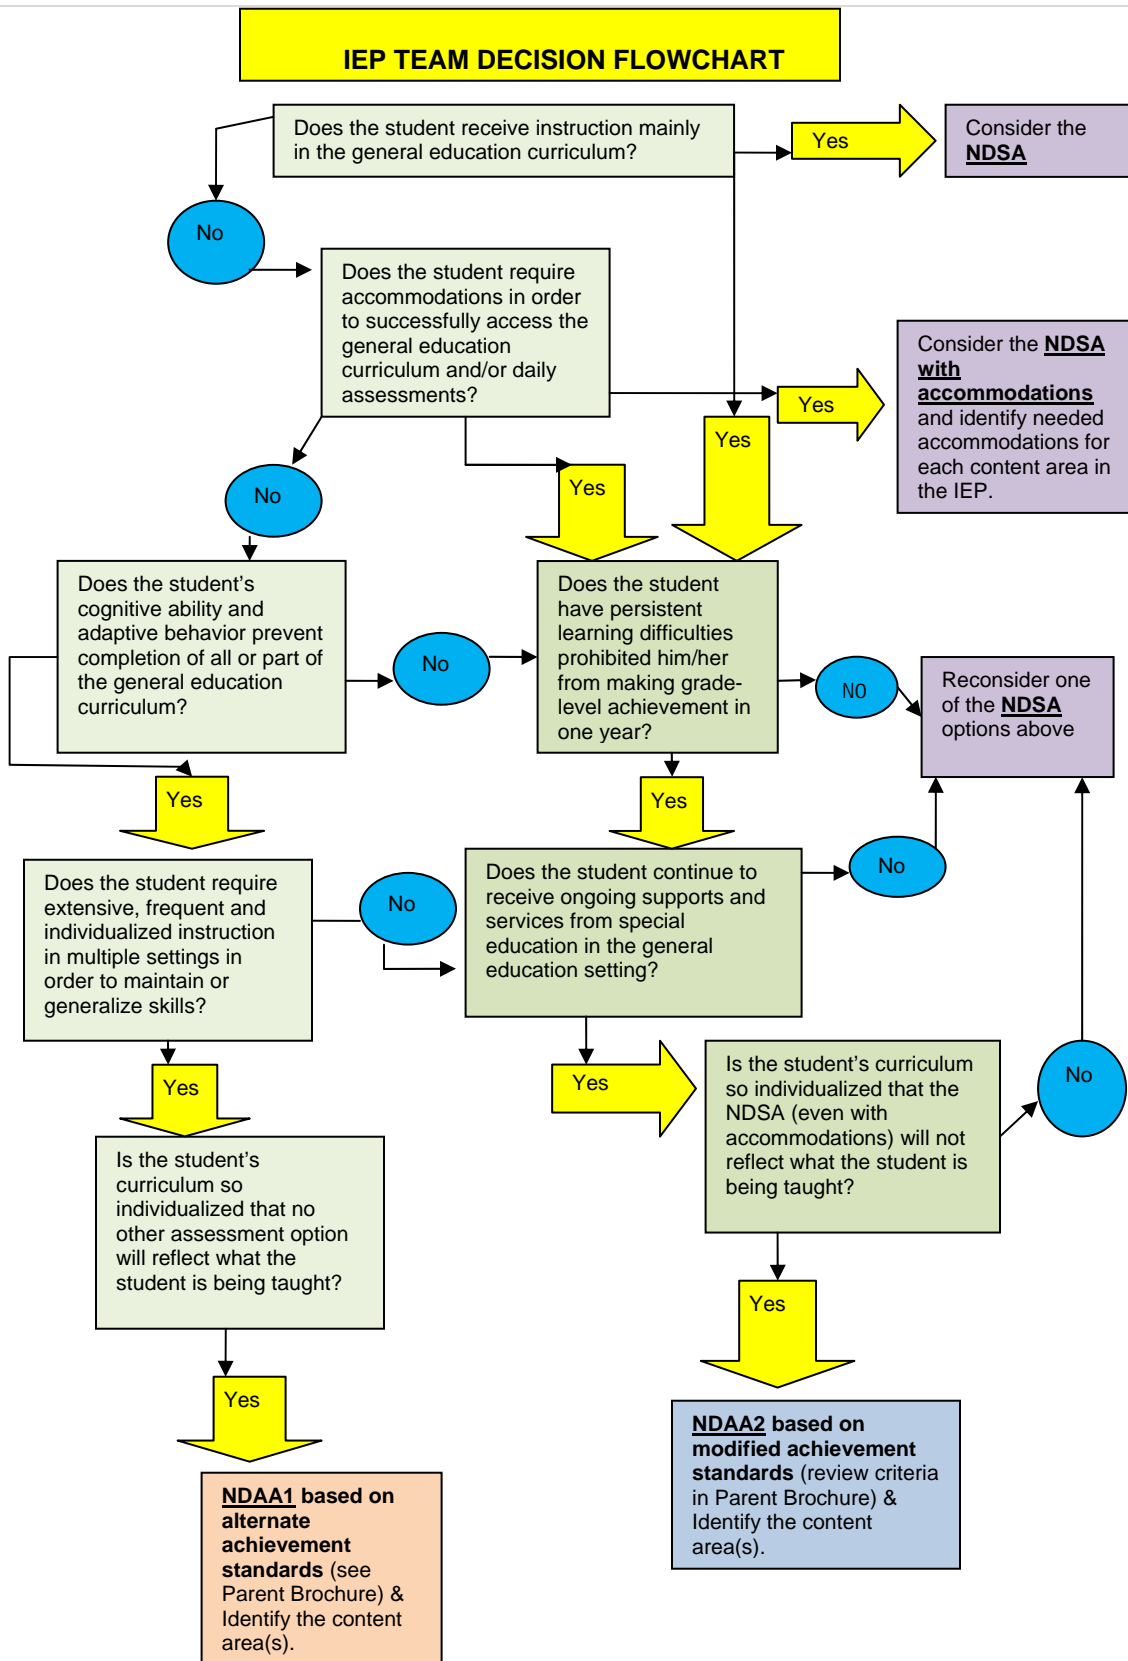 IEP TEAM DECISION FLOWCHART
Does the student receive instruction mainly
in the general education curriculum?
Yes
Consider the
NDSA
No
Does the student require
accommodations in order
to successfully access the
general education
curriculum and/or daily
assessments?
Yes
Consider the NDSA
with
accommodations
and identify needed
accommodations for
each content area in
the IEP.
Yes
Yes
No
Does the student's
cognitive ability and
adaptive behavior prevent
completion of all or part of
the general education
curriculum?
No
Does the student
have persistent
learning difficulties
prohibited him/her
from making grade-
level achievement in
one year?
NO
Reconsider one
of the NDSA
options above
Yes
Yes
Does the student require
extensive, frequent and
individualized instruction
in multiple settings in
order to maintain or
generalize skills?
No
Does the student continue to
receive ongoing supports and
services from special
education in the general
education setting?
No
Yes
Yes
Is the student's curriculum
so individualized that the
NDSA (even with
accommodations) will not
reflect what the student is
being taught?
No
Is the student's
curriculum so
individualized that no
other assessment option
will reflect what the
student is being taught?
Yes
Yes
NDAA2 based on
modified achievement
standards (review criteria
in Parent Brochure) &
Identify the content
area(s).
NDAA1 based on
alternate
achievement
standards (see
Parent Brochure) &
Identify the content
area(s).